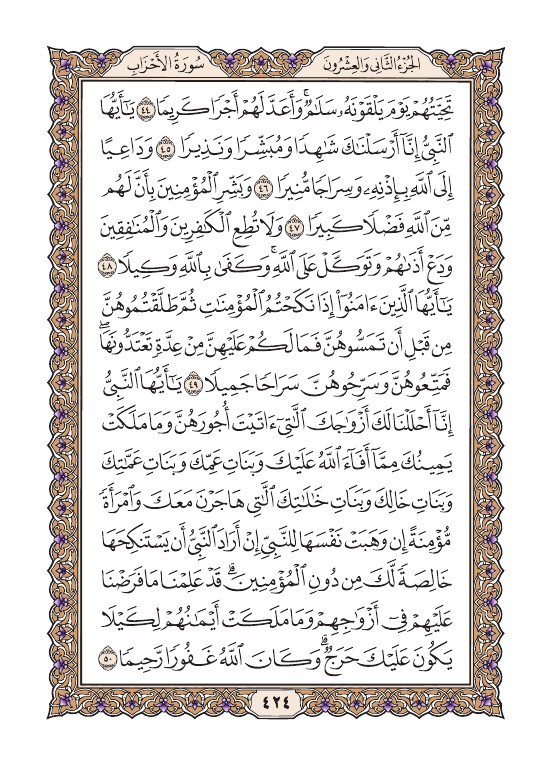 الجُزْءُ الثَّانِي وَالعِشْرُونَ
سُورَةُ الأَحْزَابِ
تَحِيَّتُهُمْ يَوْمَ يَلْقَوْنَهُۥ سَلَٰمٌۚ وَأَعَدَّ لَهُمْ أَجْرًا كَرِيمًا ٤٤ يَٰٓأَيُّهَا
ٱلنَّبِيُّ إِنَّآ أَرْسَلْنَٰكَ شَٰهِدًا وَمُبَشِّرًا وَنَذِيرًا ٤٥ وَدَاعِيًا
إِلَى ٱللَّهِ بِإِذْنِهِۦ وَسِرَاجًا مُّنِيرًا ٤٦ وَبَشِّرِ ٱلْمُؤْمِنِينَ بِأَنَّ لَهُم
مِّنَ ٱللَّهِ فَضْلًا كَبِيرًا ٤٧ وَلَا تُطِعِ ٱلْكَٰفِرِينَ وَٱلْمُنَٰفِقِينَ
وَدَعْ أَذَىٰهُمْ وَتَوَكَّلْ عَلَى ٱللَّهِۚ وَكَفَىٰ بِٱللَّهِ وَكِيلًا ٤٨
يَٰٓأَيُّهَا ٱلَّذِينَ ءَامَنُوٓا۟ إِذَا نَكَحْتُمُ ٱلْمُؤْمِنَٰتِ ثُمَّ طَلَّقْتُمُوهُنَّ
مِن قَبْلِ أَن تَمَسُّوهُنَّ فَمَا لَكُمْ عَلَيْهِنَّ مِنْ عِدَّةٍ تَعْتَدُّونَهَاۖ
فَمَتِّعُوهُنَّ وَسَرِّحُوهُنَّ سَرَاحًا جَمِيلًا ٤٩ يَٰٓأَيُّهَا ٱلنَّبِيُّ
إِنَّآ أَحْلَلْنَا لَكَ أَزْوَٰجَكَ ٱلَّٰتِيٓ ءَاتَيْتَ أُجُورَهُنَّ وَمَا مَلَكَتْ
يَمِينُكَ مِمَّآ أَفَآءَ ٱللَّهُ عَلَيْكَ وَبَنَاتِ عَمِّكَ وَبَنَاتِ عَمَّٰتِكَ
وَبَنَاتِ خَالِكَ وَبَنَاتِ خَٰلَٰتِكَ ٱلَّٰتِي هَاجَرْنَ مَعَكَ وَٱمْرَأَةً
مُّؤْمِنَةً إِن وَهَبَتْ نَفْسَهَا لِلنَّبِيِّ إِنْ أَرَادَ ٱلنَّبِيُّ أَن يَسْتَنكِحَهَا
خَالِصَةً لَّكَ مِن دُونِ ٱلْمُؤْمِنِينَۗ قَدْ عَلِمْنَا مَا فَرَضْنَا
عَلَيْهِمْ فِيٓ أَزْوَٰجِهِمْ وَمَا مَلَكَتْ أَيْمَٰنُهُمْ لِكَيْلَا
يَكُونَ عَلَيْكَ حَرَجٌۗ وَكَانَ ٱللَّهُ غَفُورًا رَّحِيمًا ٥٠
٤٢٤